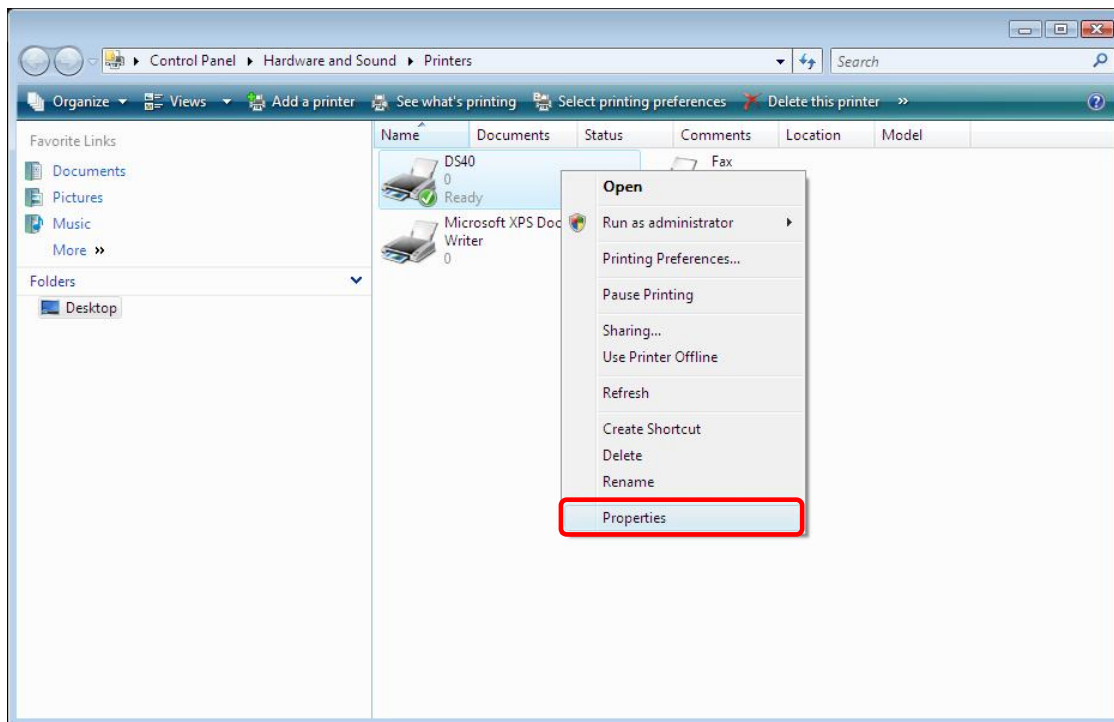 Control Panel ▸ Hardware and Sound ▸ Printers
Search
Organize Views Add a printer See what's printing Select printing preferences Delete this printer »
Favorite Links
Documents
Pictures
Music
More »
Folders
Desktop
Name Documents Status Comments Location Model
DS40
0
Ready
Fax
Microsoft XPS Doc
Writer
0
Open
Run as administrator
Printing Preferences...
Pause Printing
Sharing...
Use Printer Offline
Refresh
Create Shortcut
Delete
Rename
Properties